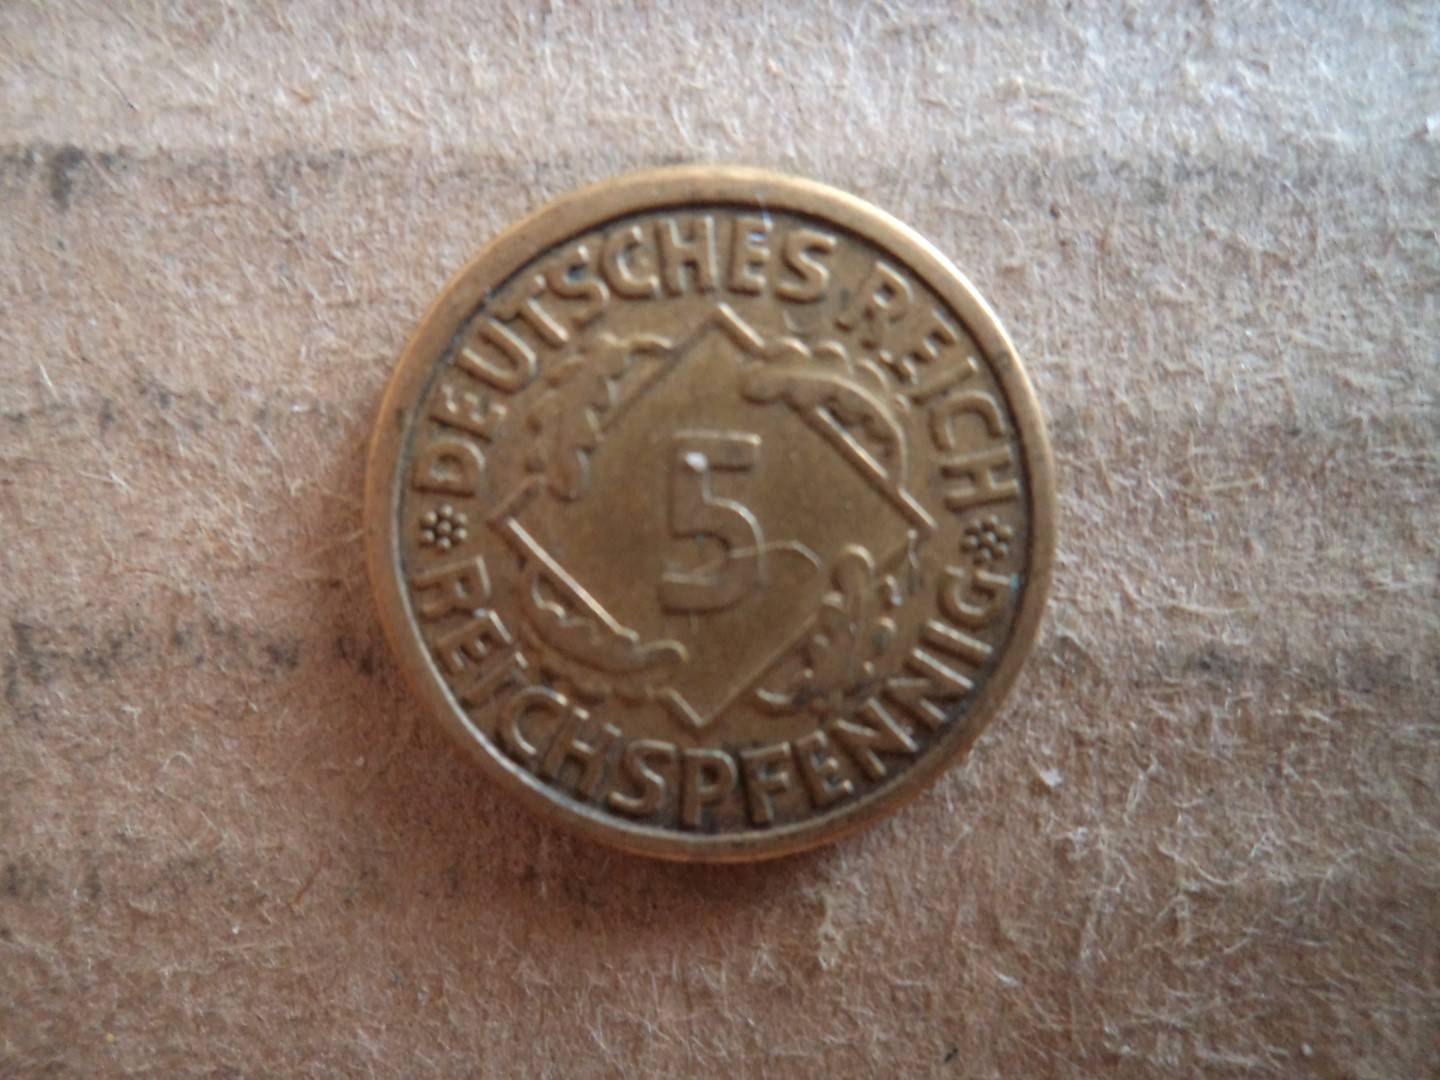 DEUTSCHES REICH
5
REICHSPFENNIG